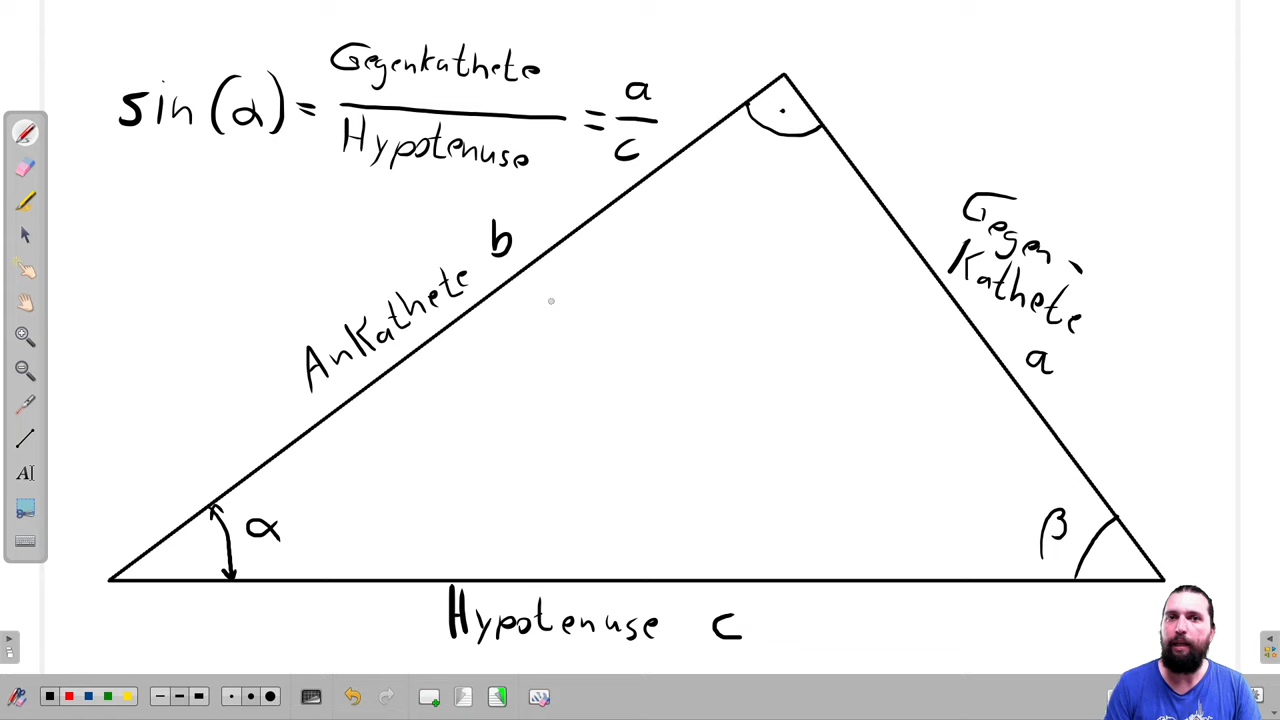 sin(α) = Gegenkathete / Hypotenuse = a / c
b
Ankathete
Gegen-
Kathete
a
α
β
Hypotenuse c
AI